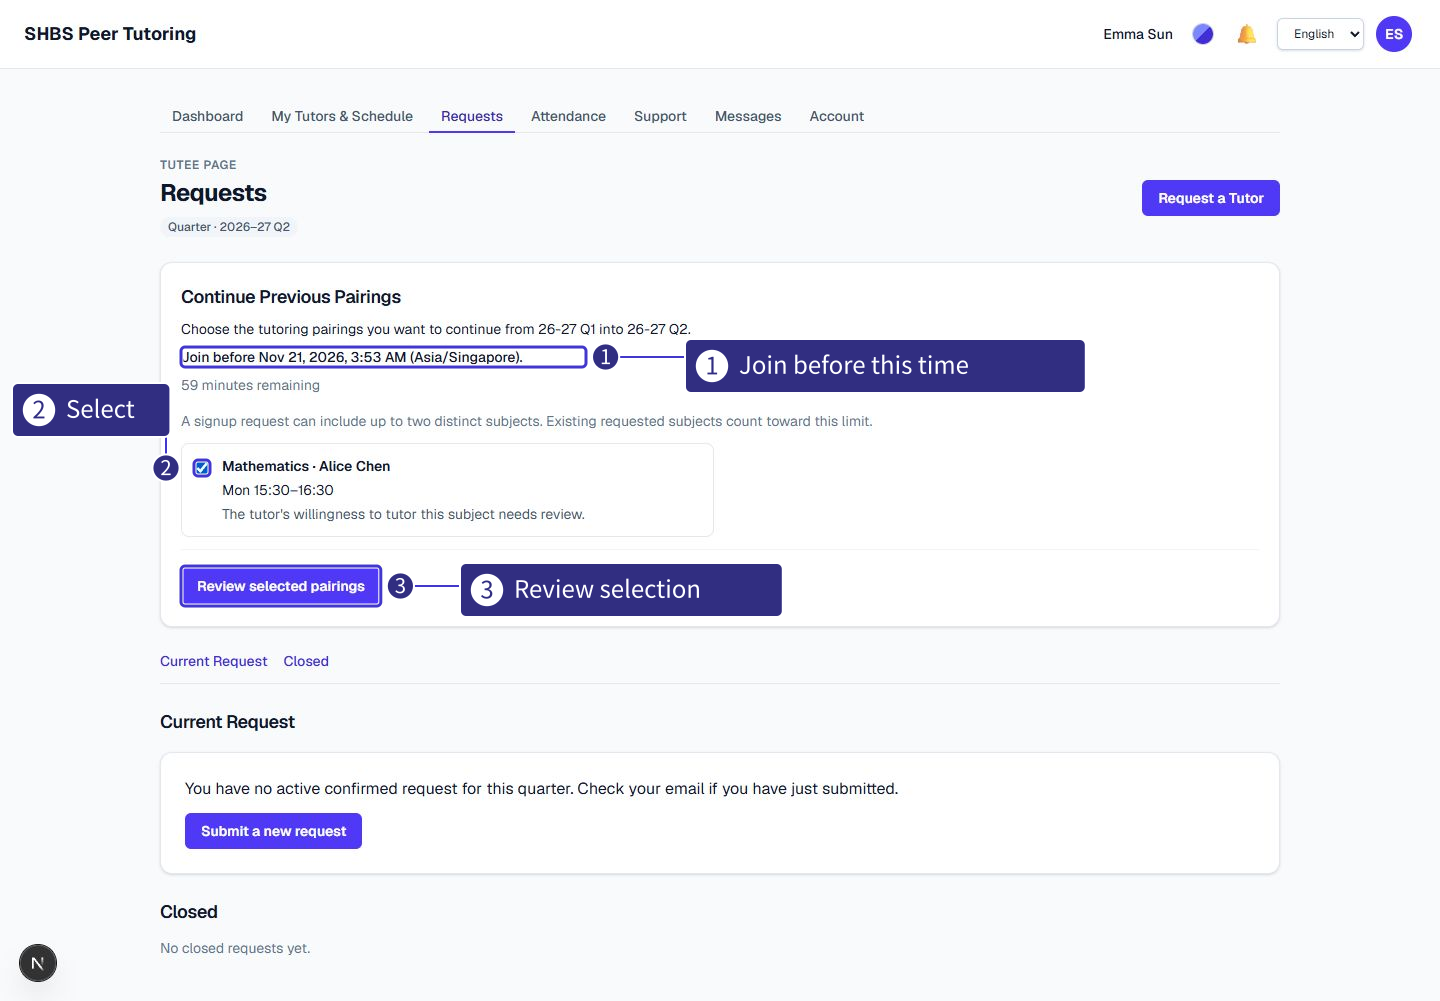 SHBS Peer Tutoring
Emma Sun
English
ES
Dashboard
My Tutors & Schedule
Requests
Attendance
Support
Messages
Account
TUTEE PAGE
Requests
Request a Tutor
Quarter · 2026–27 Q2
Continue Previous Pairings
Choose the tutoring pairings you want to continue from 26-27 Q1 into 26-27 Q2.
Join before Nov 21, 2026, 3:53 AM (Asia/Singapore).
1
1 Join before this time
59 minutes remaining
2 Select
A signup request can include up to two distinct subjects. Existing requested subjects count toward this limit.
2
Mathematics · Alice Chen
Mon 15:30–16:30
The tutor's willingness to tutor this subject needs review.
Review selected pairings
3
3 Review selection
Current Request
Closed
Current Request
You have no active confirmed request for this quarter. Check your email if you have just submitted.
Submit a new request
Closed
No closed requests yet.
N